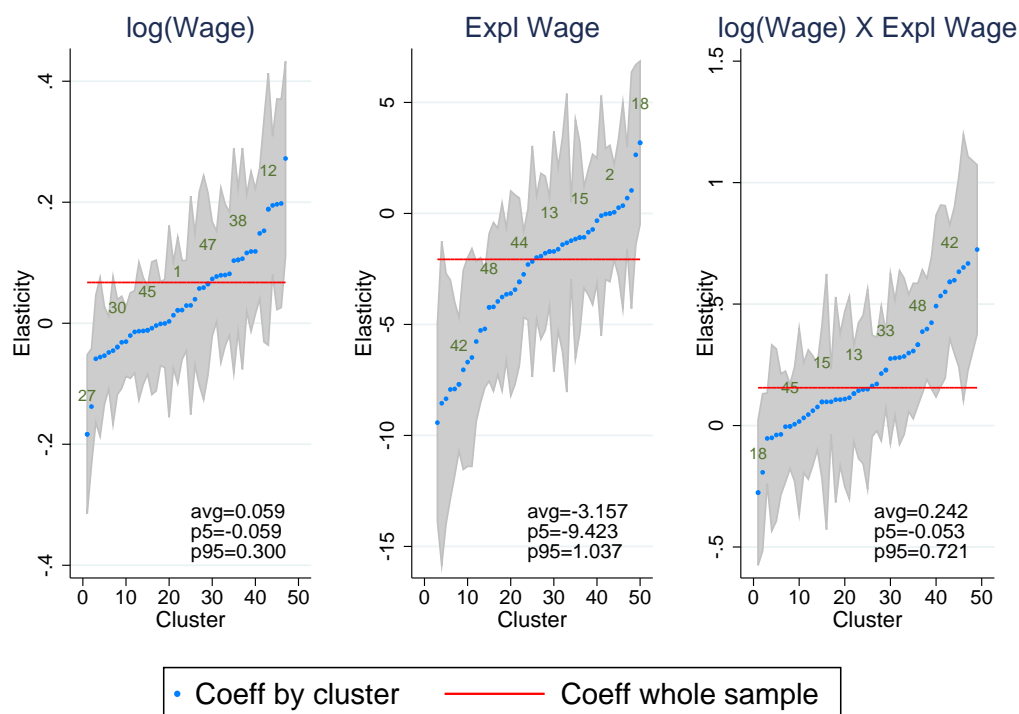 log(Wage)
Expl Wage
log(Wage) X Expl Wage
Elasticity
.4
.2
0
-.2
-.4
27
30
45
1
47
38
12
avg=0.059
p5=-0.059
p95=0.300
0 10 20 30 40 50
Cluster
Elasticity
5
0
-5
-10
-15
42
48
44
13
15
2
18
avg=-3.157
p5=-9.423
p95=1.037
0 10 20 30 40 50
Cluster
Elasticity
1.5
1
.5
0
-.5
18
45
15
13
33
48
42
avg=0.242
p5=-0.053
p95=0.721
0 10 20 30 40 50
Cluster
Coeff by cluster
Coeff whole sample